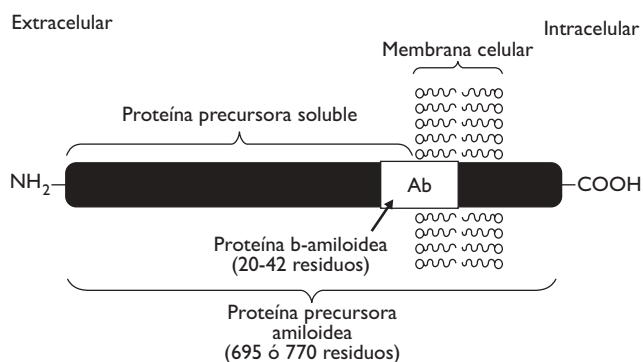 Extracelular
Intracelular
Membrana celular
Proteína precursora soluble
NH2
Ab
COOH
Proteína b-amiloidea
(20-42 residuos)
Proteína precursora
amiloidea
(695 ó 770 residuos)